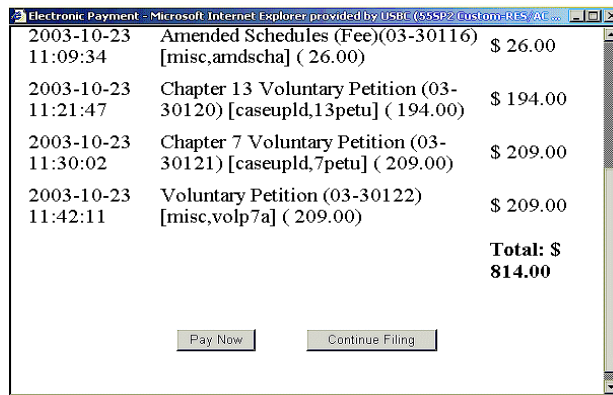 Electronic Payment - Microsoft Internet Explorer provided by USBC (55SP2 Custom-RES/AC ...
2003-10-23 Amended Schedules (Fee)(03-30116) $ 26.00
11:09:34 [misc,amdscha] ( 26.00)
2003-10-23 Chapter 13 Voluntary Petition (03- $ 194.00
11:21:47 30120) [caseupld,13petu] ( 194.00)
2003-10-23 Chapter 7 Voluntary Petition (03- $ 209.00
11:30:02 30121) [caseupld,7petu] ( 209.00)
2003-10-23 Voluntary Petition (03-30122) $ 209.00
11:42:11 [misc,volp7a] ( 209.00)
Total: $
814.00
Pay Now Continue Filing